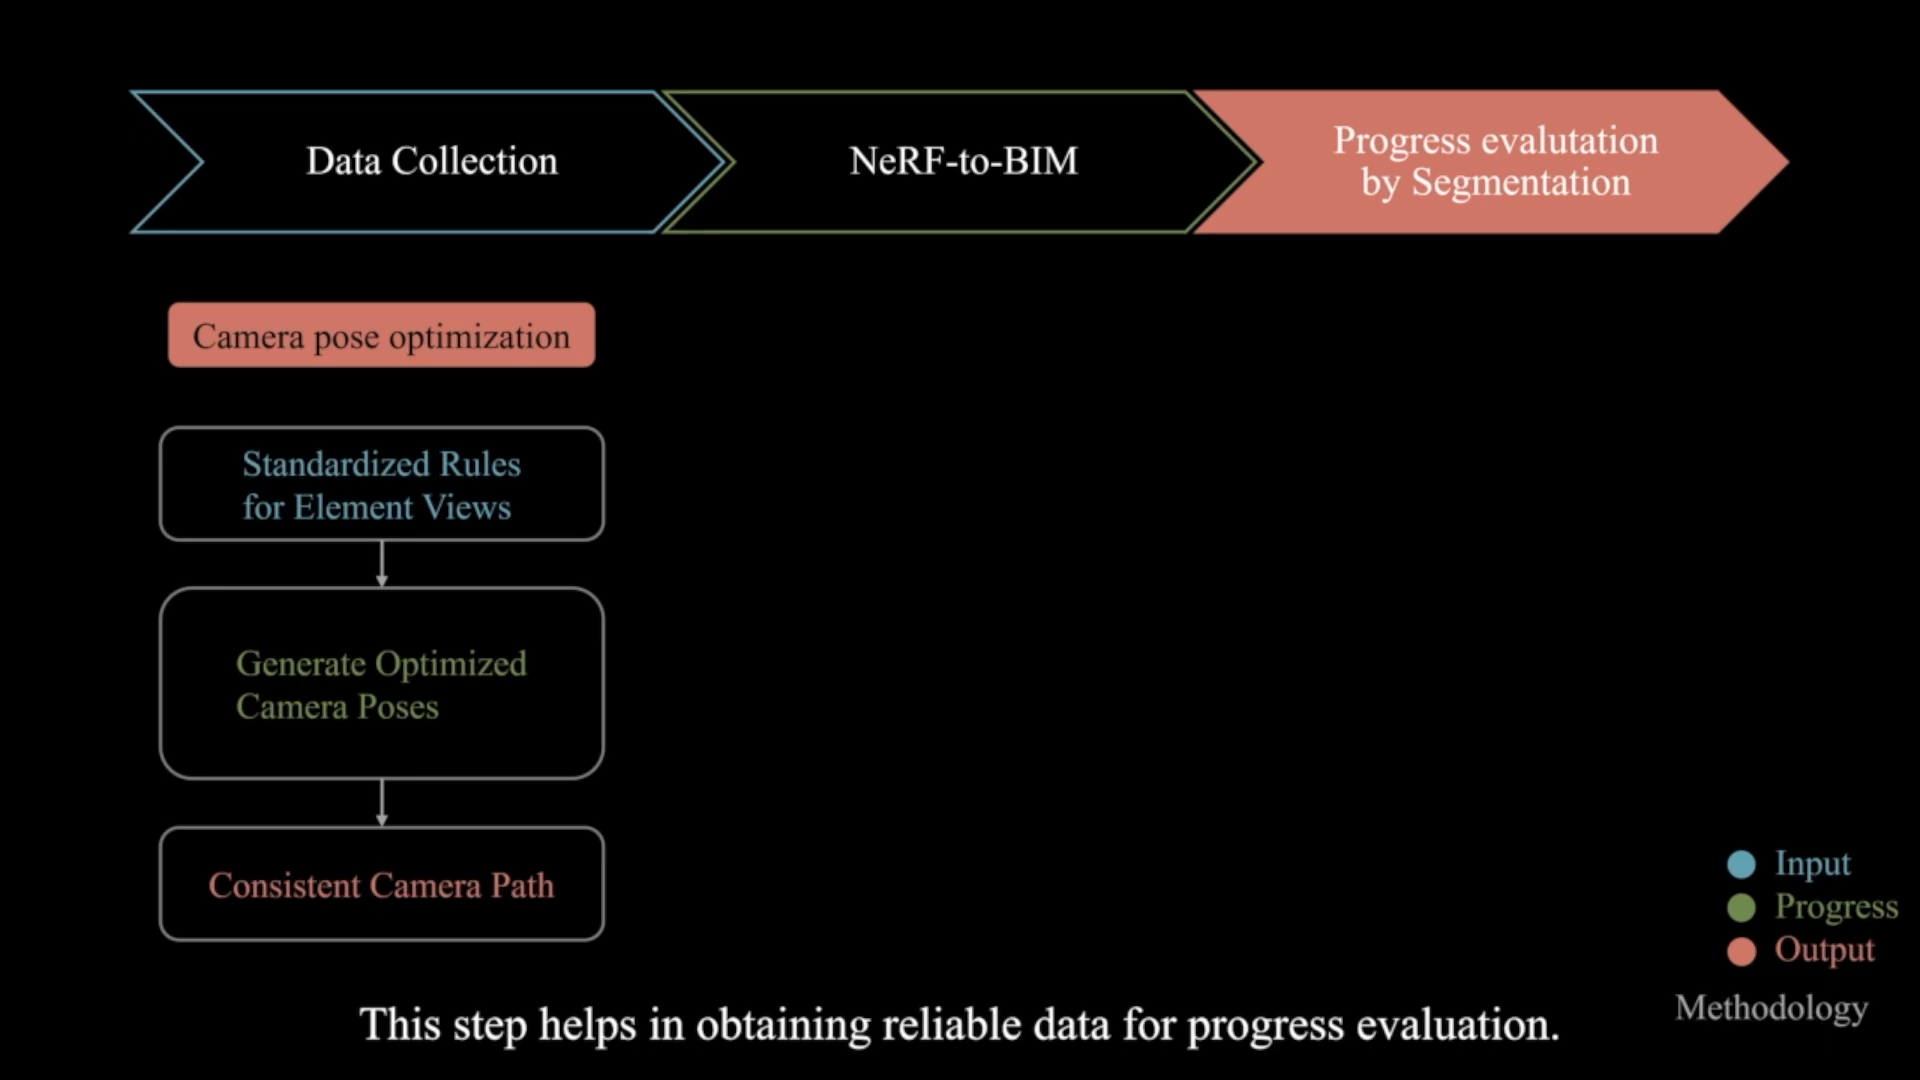 Data Collection
NeRF-to-BIM
Progress evalutation
by Segmentation
Camera pose optimization
Standardized Rules
for Element Views
Generate Optimized
Camera Poses
Consistent Camera Path
Input
Progress
Output
Methodology
This step helps in obtaining reliable data for progress evaluation.